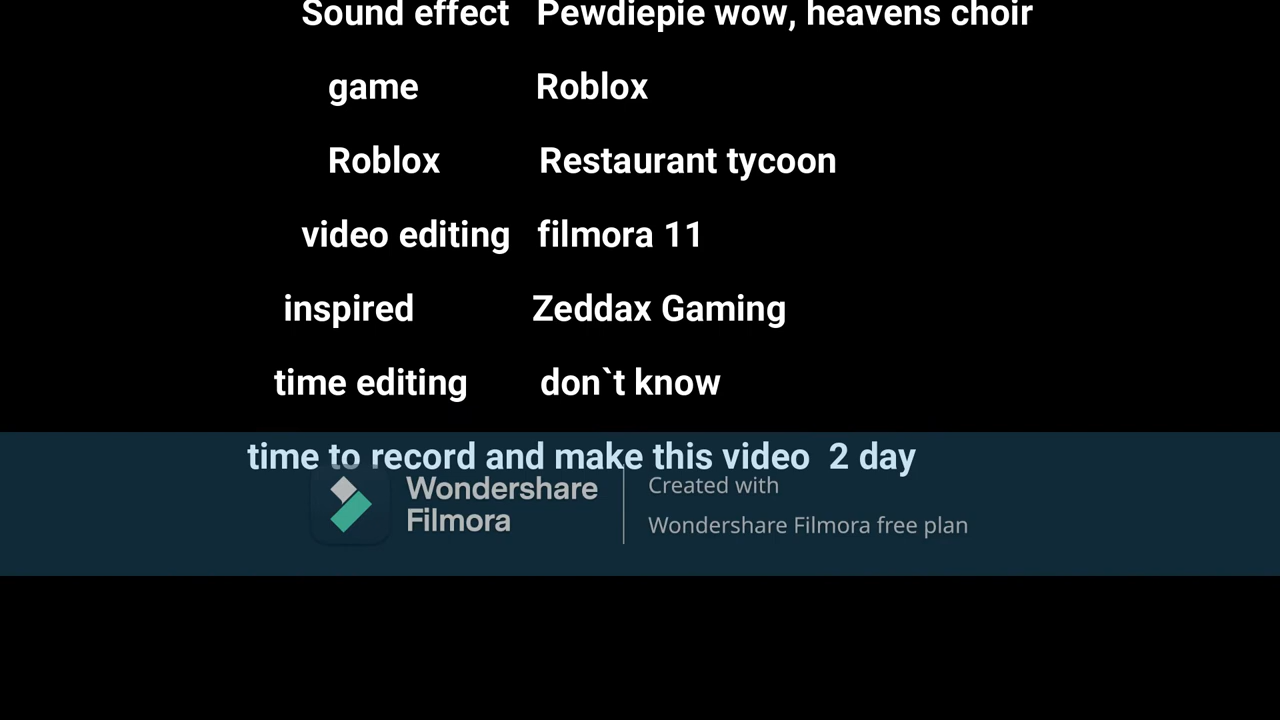 Sound effect Pewdiepie wow, heavens choir
game Roblox
Roblox Restaurant tycoon
video editing filmora 11
inspired Zeddax Gaming
time editing don`t know
time to record and make this video 2 day
Wondershare Filmora
Created with
Wondershare Filmora free plan